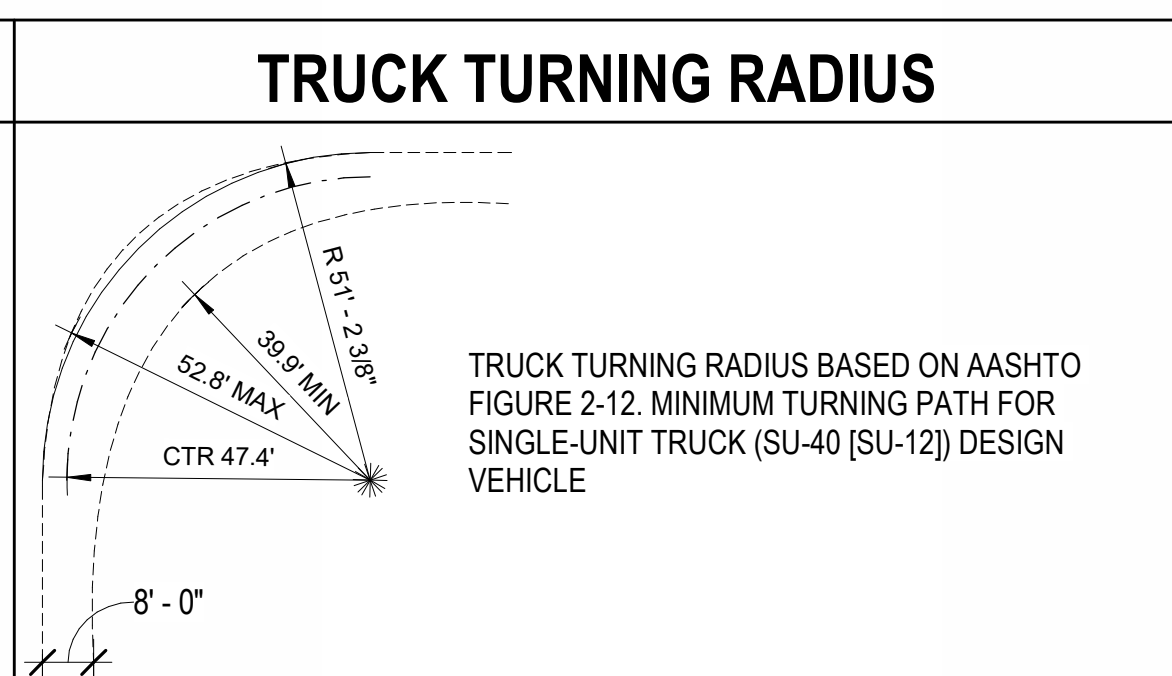 TRUCK TURNING RADIUS
R 51' - 2 3/8"
39.9' MIN
52.8' MAX
CTR 47.4'
TRUCK TURNING RADIUS BASED ON AASHTO
FIGURE 2-12. MINIMUM TURNING PATH FOR
SINGLE-UNIT TRUCK (SU-40 [SU-12]) DESIGN
VEHICLE
8' - 0"